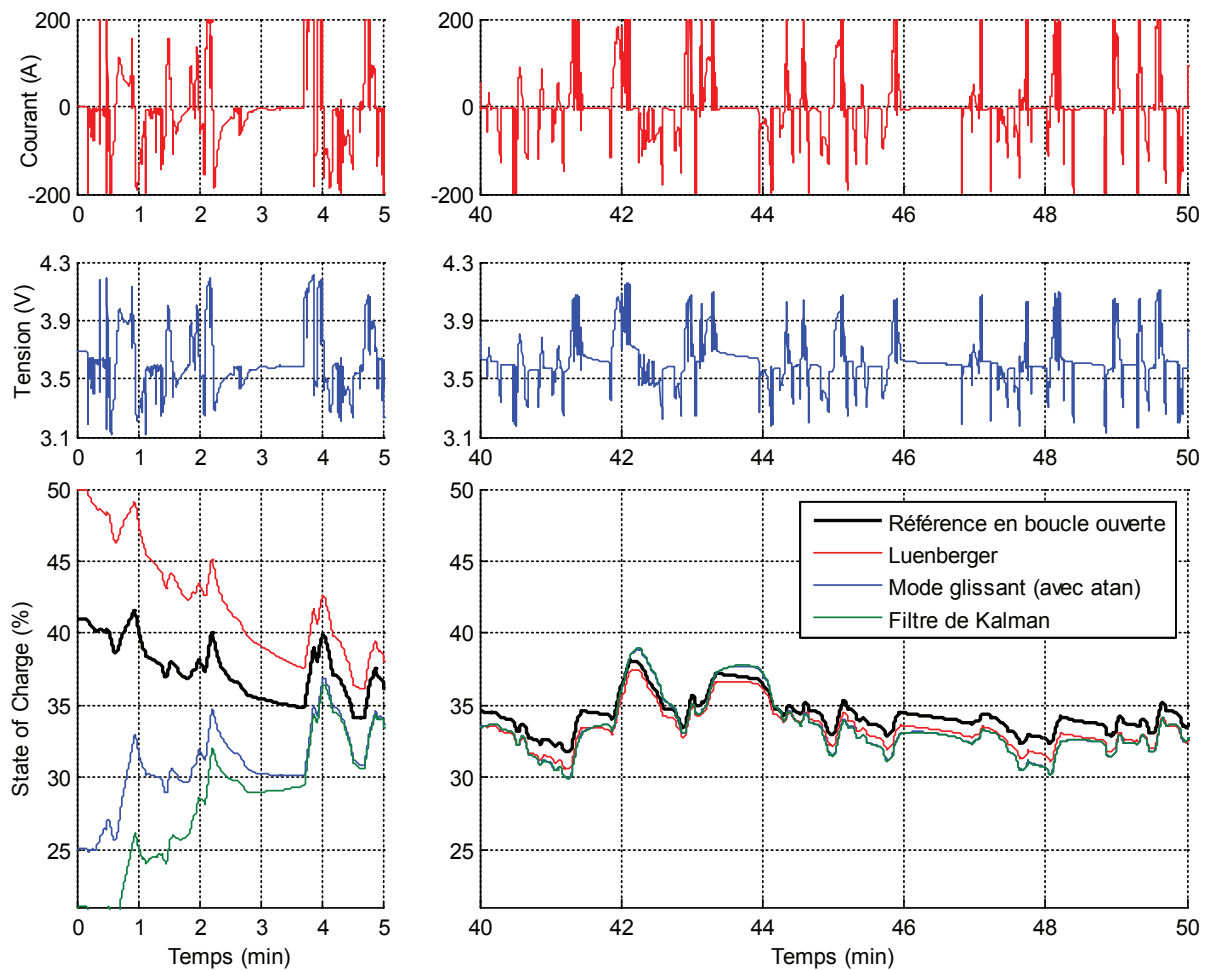 Courant (A)
200
0
-200
0 1 2 3 4 5
200
0
-200
40 42 44 46 48 50
Tension (V)
4.3
3.9
3.5
3.1
0 1 2 3 4 5
4.3
3.9
3.5
3.1
40 42 44 46 48 50
State of Charge (%)
50
45
40
35
30
25
0 1 2 3 4 5
Temps (min)
50
45
40
35
30
25
40 42 44 46 48 50
Temps (min)
Référence en boucle ouverte
Luenberger
Mode glissant (avec atan)
Filtre de Kalman